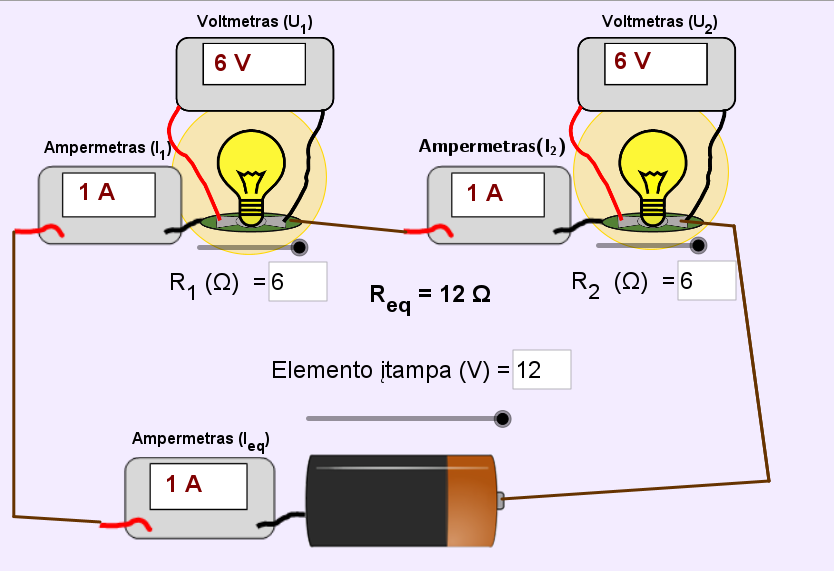 Voltmetras (U1)
Voltmetras (U2)
6 V
6 V
Ampermetras (I1)
Ampermetras(I2)
1 A
1 A
R1 (Ω) = 6
Req = 12 Ω
R2 (Ω) = 6
Elemento įtampa (V) = 12
Ampermetras (Ieq)
1 A